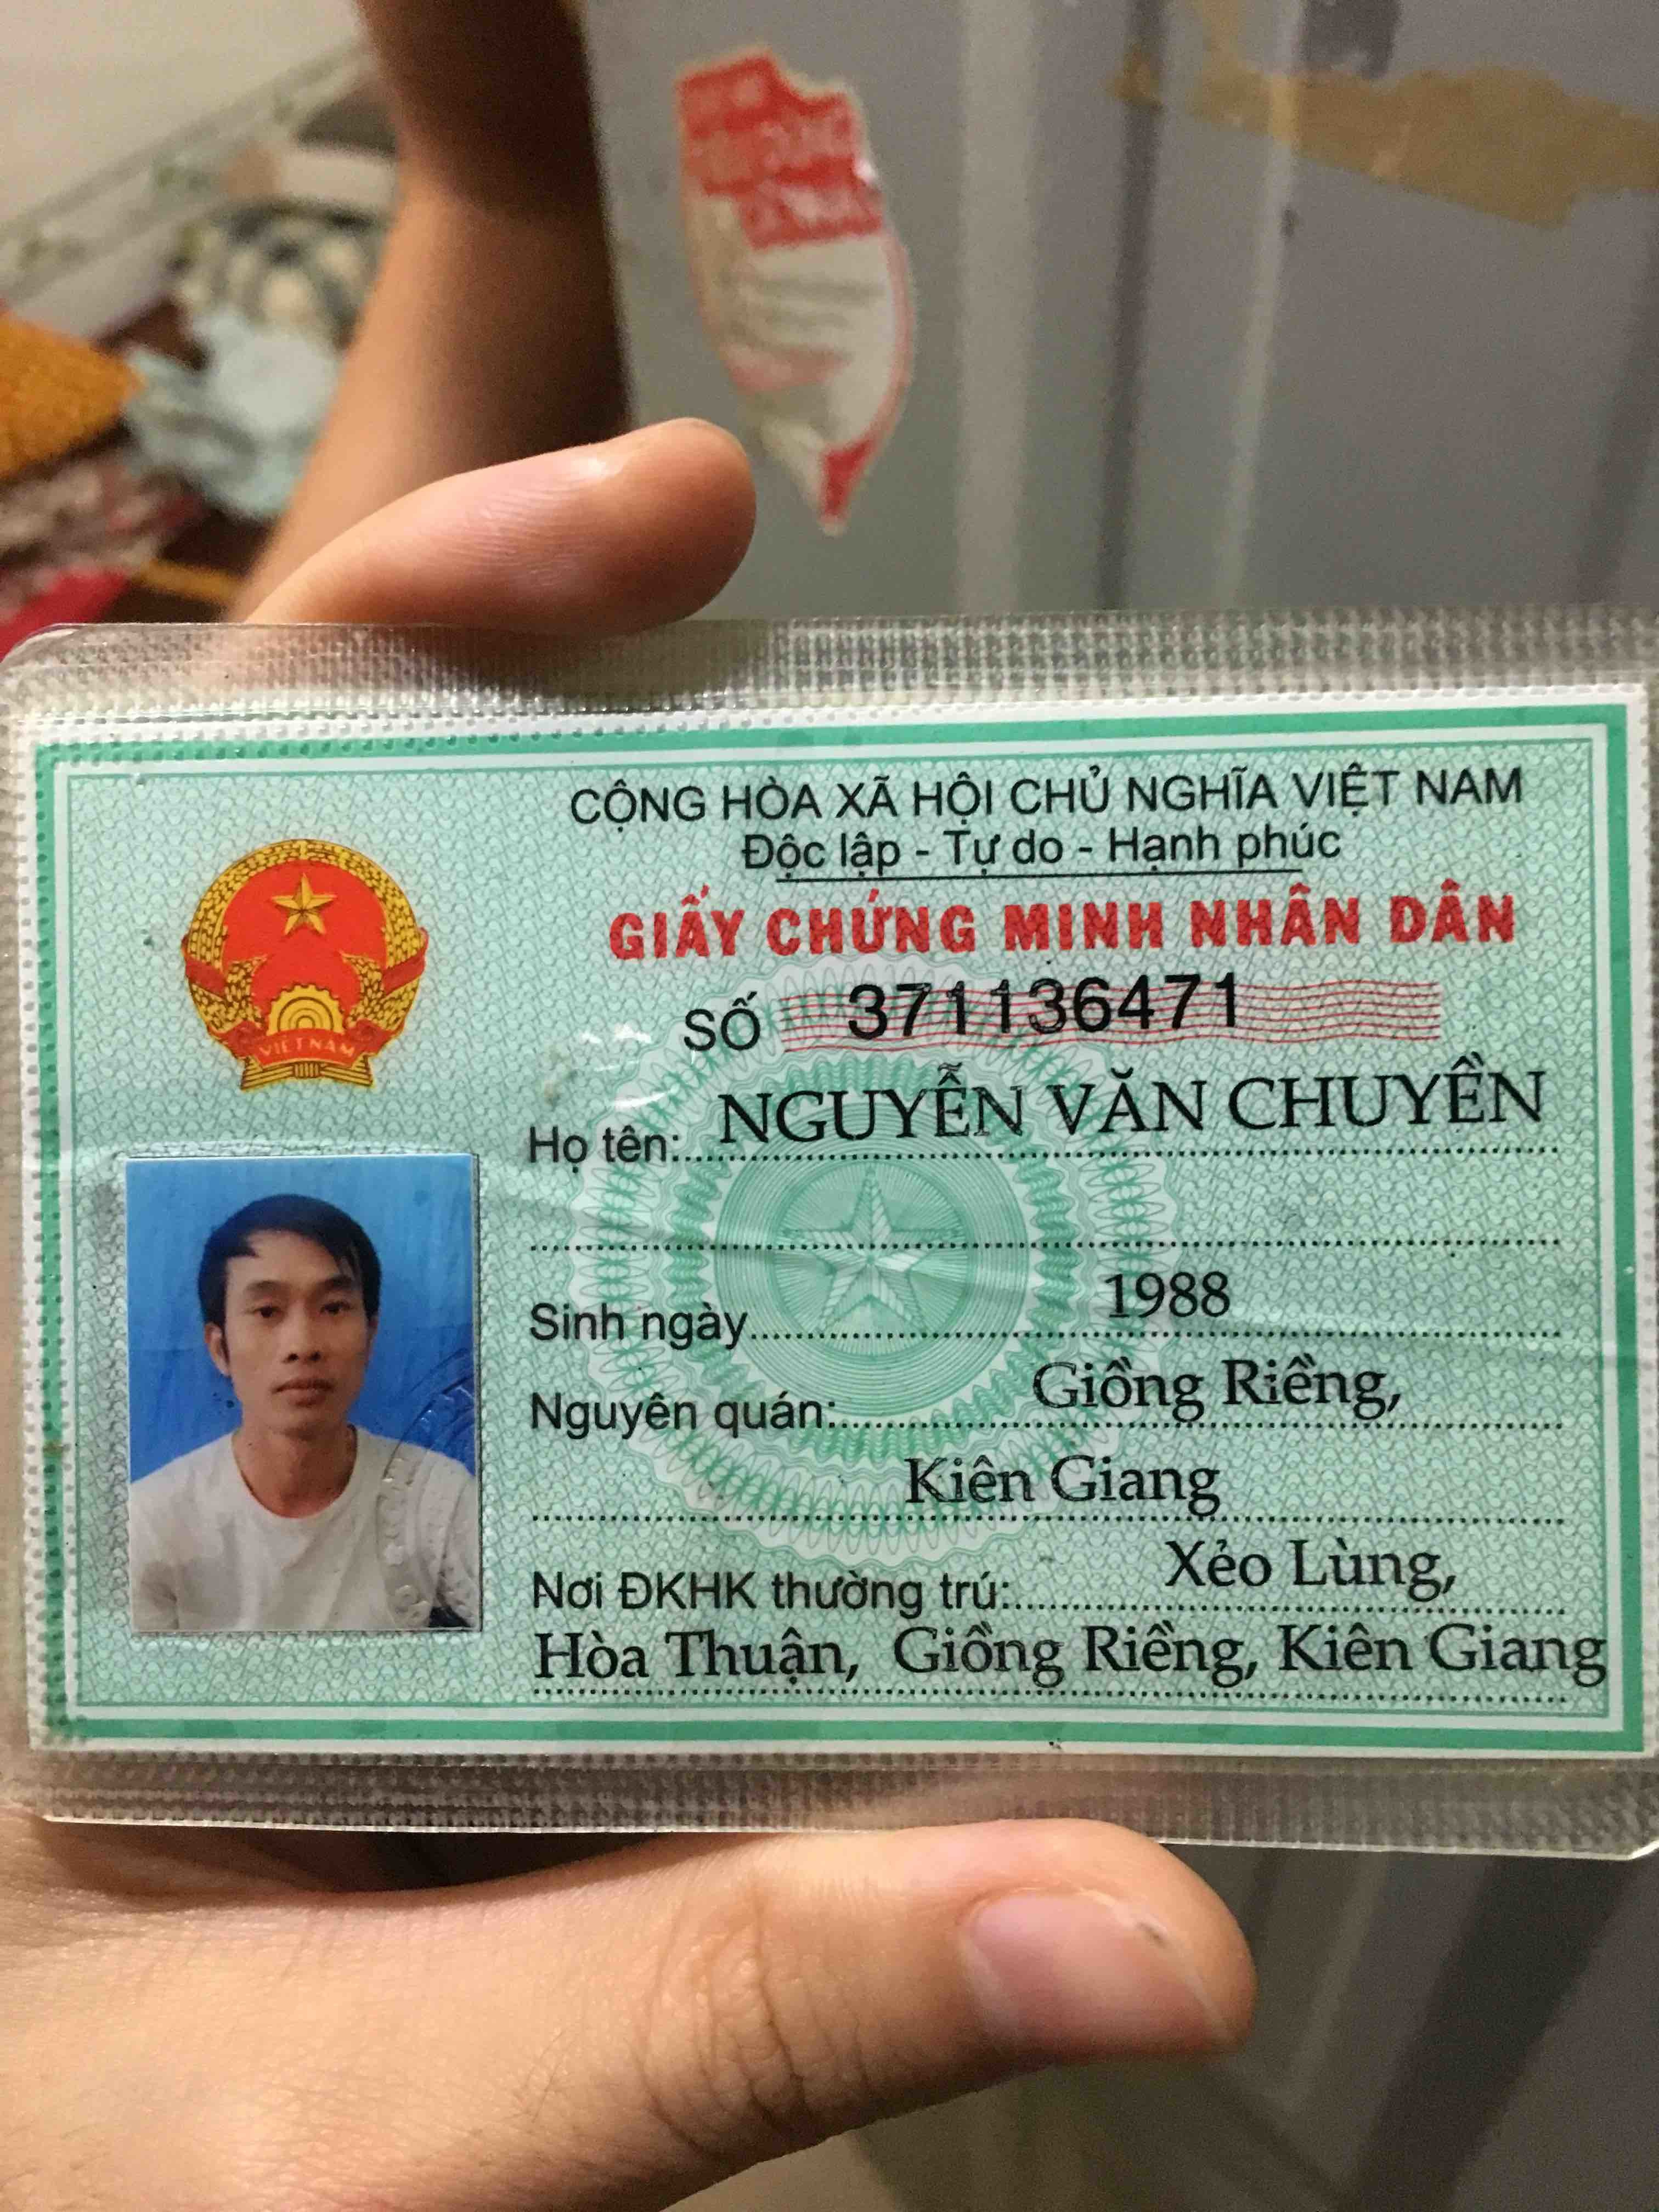 CỘNG HÒA XÃ HỘI CHỦ NGHĨA VIỆT NAM
Độc lập - Tự do - Hạnh phúc
GIẤY CHỨNG MINH NHÂN DÂN
SỐ 371136471
VIET NAM
Họ tên: NGUYỄN VĂN CHUYỀN
Sinh ngày 1988
Nguyên quán: Giồng Riềng,
Kiên Giang
Nơi ĐKHK thường trú: Xẻo Lùng,
Hòa Thuận, Giồng Riềng, Kiên Giang